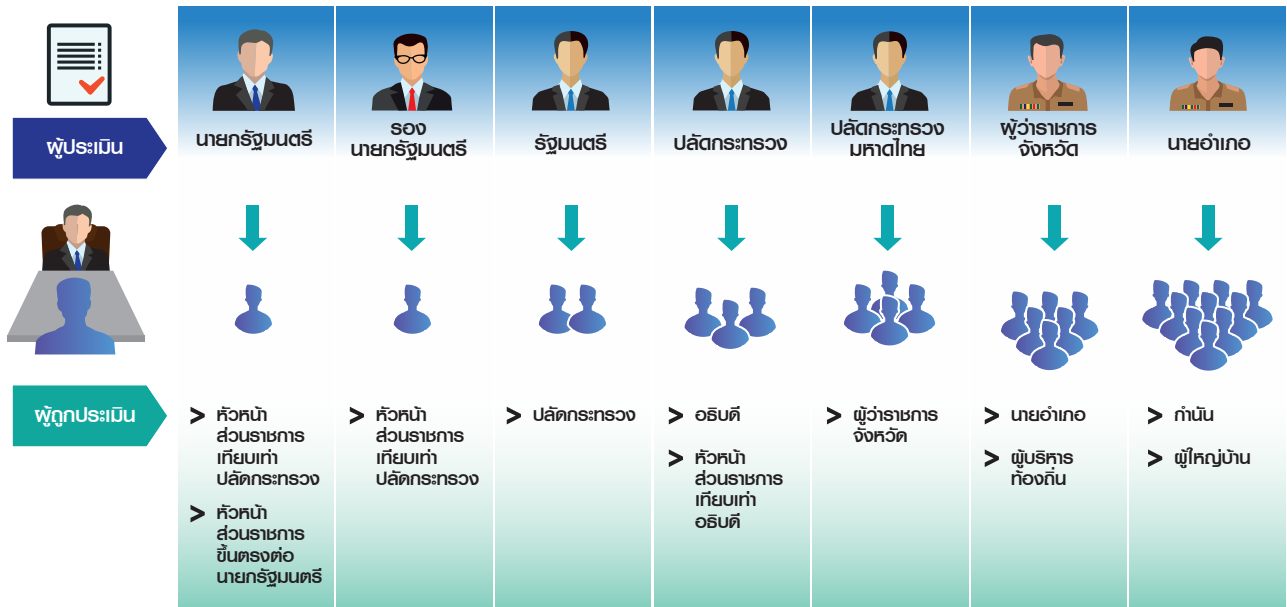 ผู้ประเมิน
นายกรัฐมนตรี
รอง
นายกรัฐมนตรี
รัฐมนตรี
ปลัดกระทรวง
ปลัดกระทรวง
มหาดไทย
ผู้ว่าราชการ
จังหวัด
นายอำเภอ
ผู้ถูกประเมิน
> หัวหน้า
ส่วนราชการ
เทียบเท่า
ปลัดกระทรวง
> หัวหน้า
ส่วนราชการ
ขึ้นตรงต่อ
นายกรัฐมนตรี
> หัวหน้า
ส่วนราชการ
เทียบเท่า
ปลัดกระทรวง
> ปลัดกระทรวง
> อธิบดี
> หัวหน้า
ส่วนราชการ
เทียบเท่า
อธิบดี
> ผู้ว่าราชการ
จังหวัด
> นายอำเภอ
> ผู้บริหาร
ท้องถิ่น
> กำนัน
> ผู้ใหญ่บ้าน